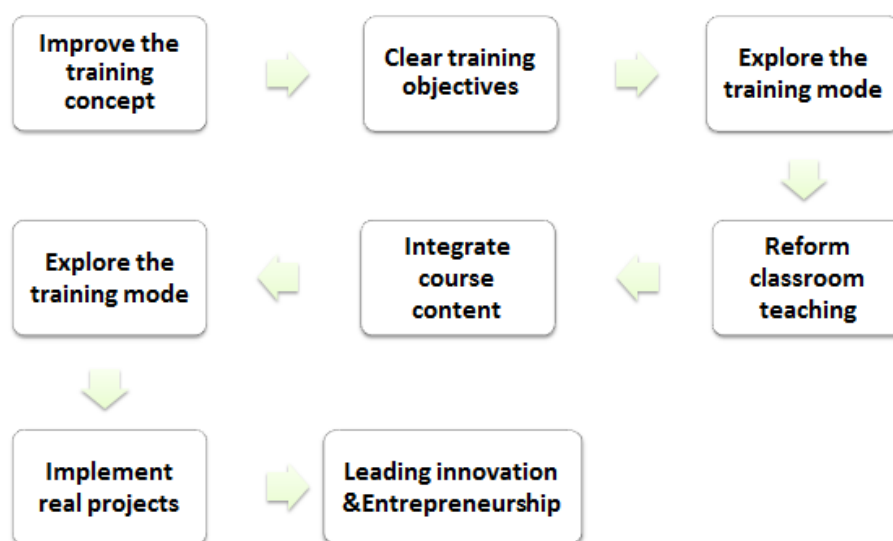 Improve the
training
concept
Clear training
objectives
Explore the
training mode
Reform
classroom
teaching
Integrate
course
content
Explore the
training mode
Implement
real projects
Leading innovation
&Entrepreneurship